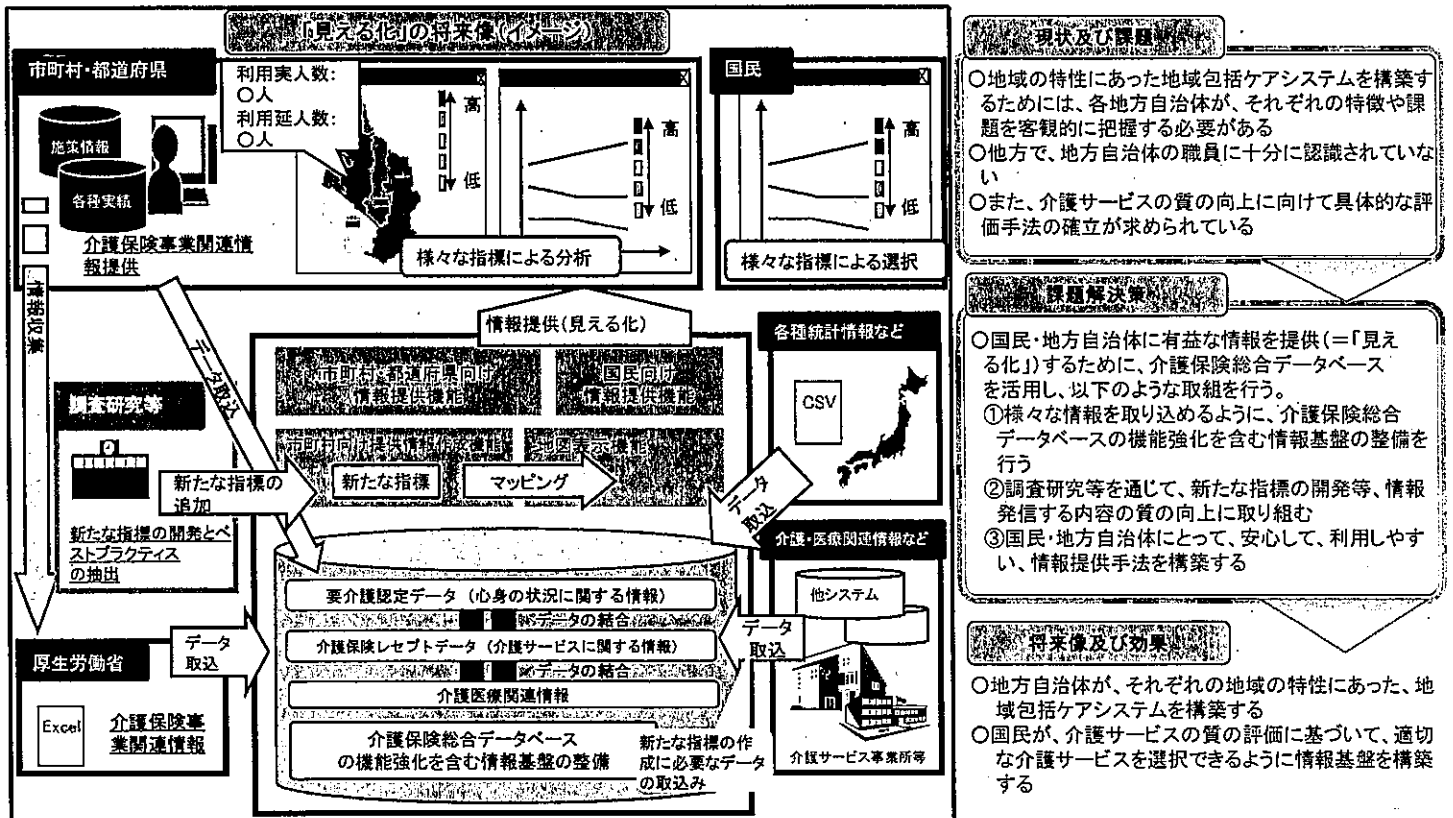 「見える化」の将来像(イメージ)
市町村・都道府県
施策情報
各種実績
介護保険事業関連情
報提供
利用実人数:
○人
利用延人数:
○人
高
低
高
低
様々な指標による分析
国民
高
低
様々な指標による選択
情報収集
データ取込
情報提供(見える化)
市町村・都道府県向け
情報提供機能
国民向け
情報提供機能
市町村向け提供情報作成機能
地図表示機能
新たな指標
マッピング
調査研究等
新たな指標の
追加
新たな指標の開発とベ
ストプラクティス
の抽出
各種統計情報など
CSV
データ
取込
介護・医療関連情報など
他システム
介護サービス事業所等
データ
取込
要介護認定データ (心身の状況に関する情報)
データの結合
介護保険レセプトデータ (介護サービスに関する情報)
データの結合
介護医療関連情報
介護保険総合データベース
の機能強化を含む情報基盤の整備
新たな指標の作
成に必要なデータ
の取込み
厚生労働省
Excel
介護保険事
業関連情報
データ
取込
現状及び課題
○地域の特性にあった地域包括ケアシステムを構築す
るためには、各地方自治体が、それぞれの特徴や課
題を客観的に把握する必要がある
○他方で、地方自治体の職員に十分に認識されていな
い
○また、介護サービスの質の向上に向けて具体的な評
価手法の確立が求められている
課題解決策
○国民・地方自治体に有益な情報を提供(=「見え
る化」)するために、介護保険総合データベース
を活用し、以下のような取組を行う。
①様々な情報を取り込めるように、介護保険総合
データベースの機能強化を含む情報基盤の整備を
行う
②調査研究等を通じて、新たな指標の開発等、情報
発信する内容の質の向上に取り組む
③国民・地方自治体にとって、安心して、利用しやす
い、情報提供手法を構築する
将来像及び効果
○地方自治体が、それぞれの地域の特性にあった、地
域包括ケアシステムを構築する
○国民が、介護サービスの質の評価に基づいて、適切
な介護サービスを選択できるように情報基盤を構築
する